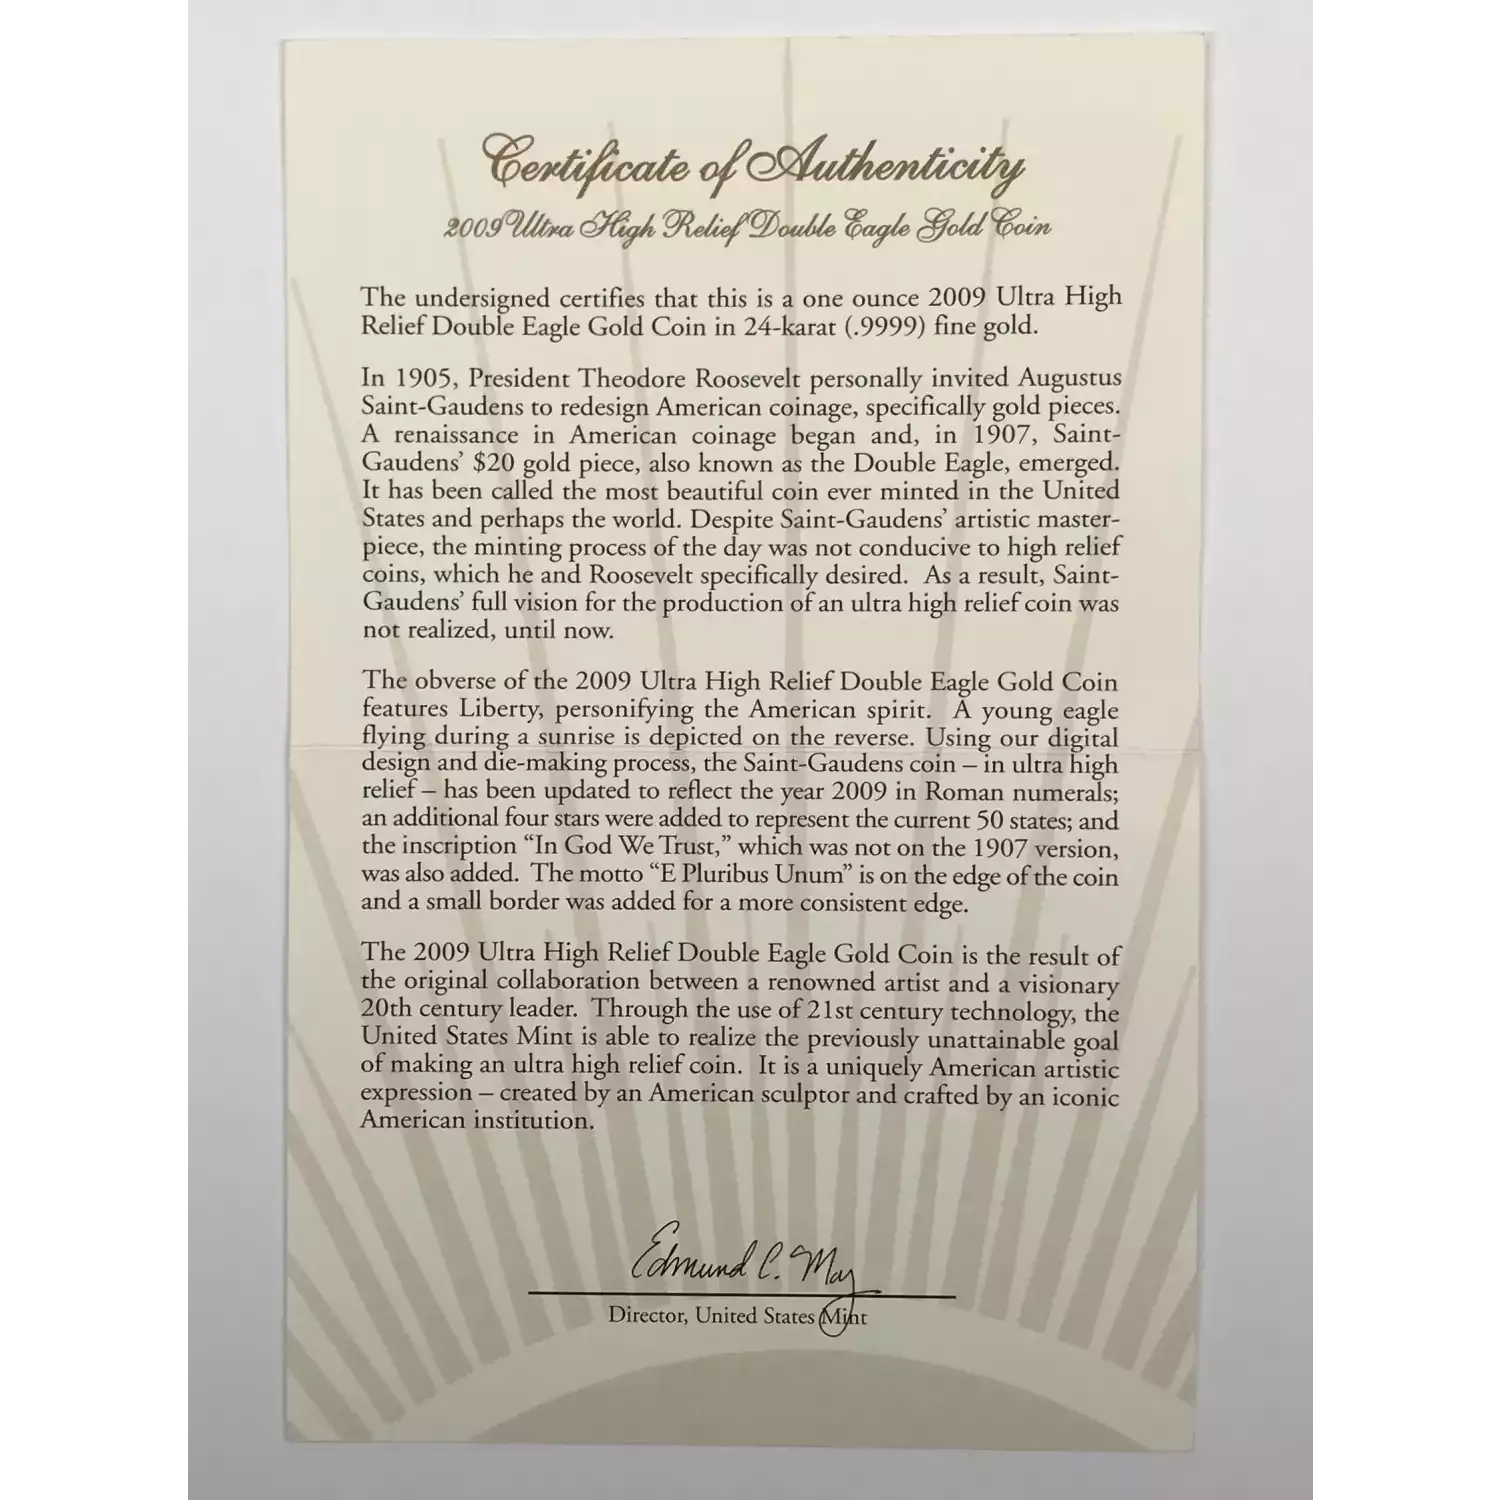 Certificate of Authenticity
2009 Ultra High Relief Double Eagle Gold Coin
The undersigned certifies that this is a one ounce 2009 Ultra High
Relief Double Eagle Gold Coin in 24-karat (.9999) fine gold.
In 1905, President Theodore Roosevelt personally invited Augustus
Saint-Gaudens to redesign American coinage, specifically gold pieces.
A renaissance in American coinage began and, in 1907, Saint-
Gaudens’ $20 gold piece, also known as the Double Eagle, emerged.
It has been called the most beautiful coin ever minted in the United
States and perhaps the world. Despite Saint-Gaudens’ artistic master-
piece, the minting process of the day was not conducive to high relief
coins, which he and Roosevelt specifically desired. As a result, Saint-
Gaudens’ full vision for the production of an ultra high relief coin was
not realized, until now.
The obverse of the 2009 Ultra High Relief Double Eagle Gold Coin
features Liberty, personifying the American spirit. A young eagle
flying during a sunrise is depicted on the reverse. Using our digital
design and die-making process, the Saint-Gaudens coin – in ultra high
relief – has been updated to reflect the year 2009 in Roman numerals;
an additional four stars were added to represent the current 50 states; and
the inscription “In God We Trust,” which was not on the 1907 version,
was also added. The motto “E Pluribus Unum” is on the edge of the coin
and a small border was added for a more consistent edge.
The 2009 Ultra High Relief Double Eagle Gold Coin is the result of
the original collaboration between a renowned artist and a visionary
20th century leader. Through the use of 21st century technology, the
United States Mint is able to realize the previously unattainable goal
of making an ultra high relief coin. It is a uniquely American artistic
expression – created by an American sculptor and crafted by an iconic
American institution.
Edmund C. Moy
Director, United States Mint